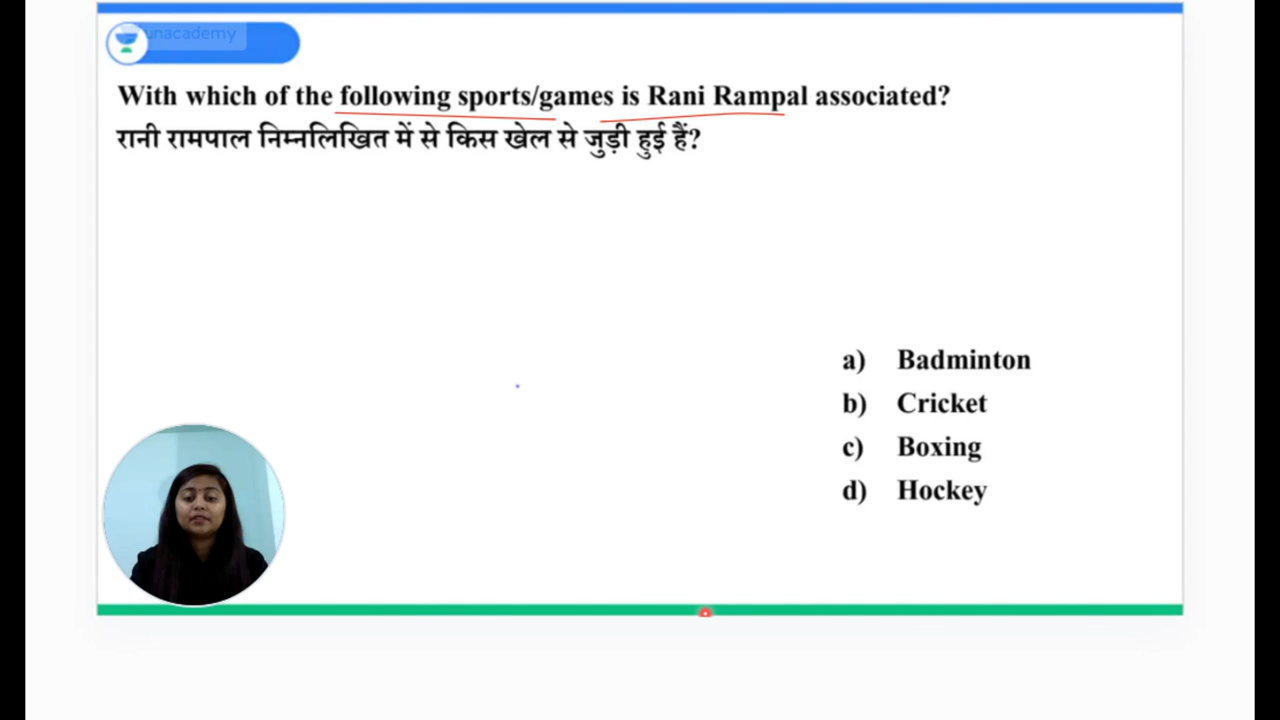 unacademy
With which of the following sports/games is Rani Rampal associated?
रानी रामपाल निम्नलिखित में से किस खेल से जुड़ी हुई हैं?
a) Badminton
b) Cricket
c) Boxing
d) Hockey